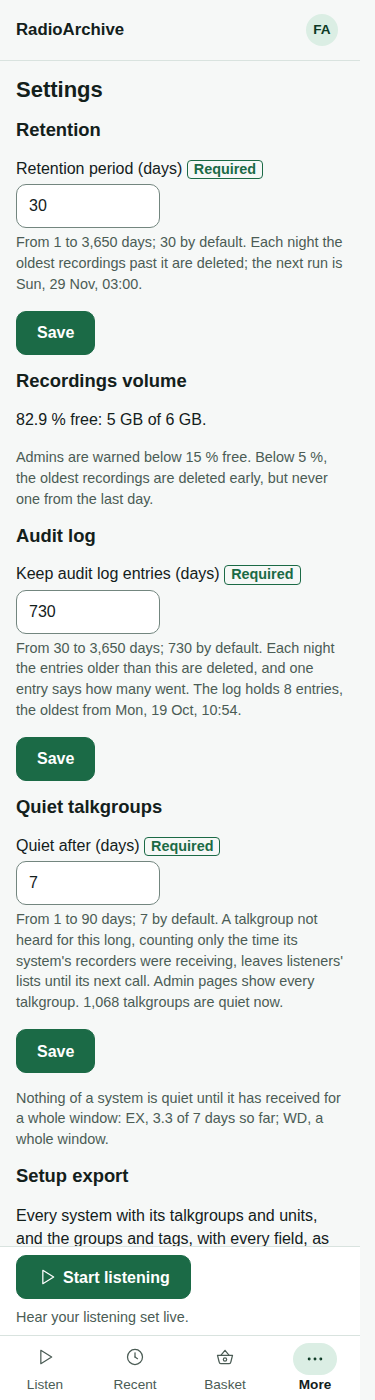 RadioArchive
FA
Settings
Retention
Retention period (days) Required
30
From 1 to 3,650 days; 30 by default. Each night the
oldest recordings past it are deleted; the next run is
Sun, 29 Nov, 03:00.
Save
Recordings volume
82.9 % free: 5 GB of 6 GB.
Admins are warned below 15 % free. Below 5 %,
the oldest recordings are deleted early, but never
one from the last day.
Audit log
Keep audit log entries (days) Required
730
From 30 to 3,650 days; 730 by default. Each night
the entries older than this are deleted, and one
entry says how many went. The log holds 8 entries,
the oldest from Mon, 19 Oct, 10:54.
Save
Quiet talkgroups
Quiet after (days) Required
7
From 1 to 90 days; 7 by default. A talkgroup not
heard for this long, counting only the time its
system's recorders were receiving, leaves listeners'
lists until its next call. Admin pages show every
talkgroup. 1,068 talkgroups are quiet now.
Save
Nothing of a system is quiet until it has received for
a whole window: EX, 3.3 of 7 days so far; WD, a
whole window.
Setup export
Every system with its talkgroups and units,
and the groups and tags, with every field, as
Start listening
Hear your listening set live.
Listen
Recent
Basket
More